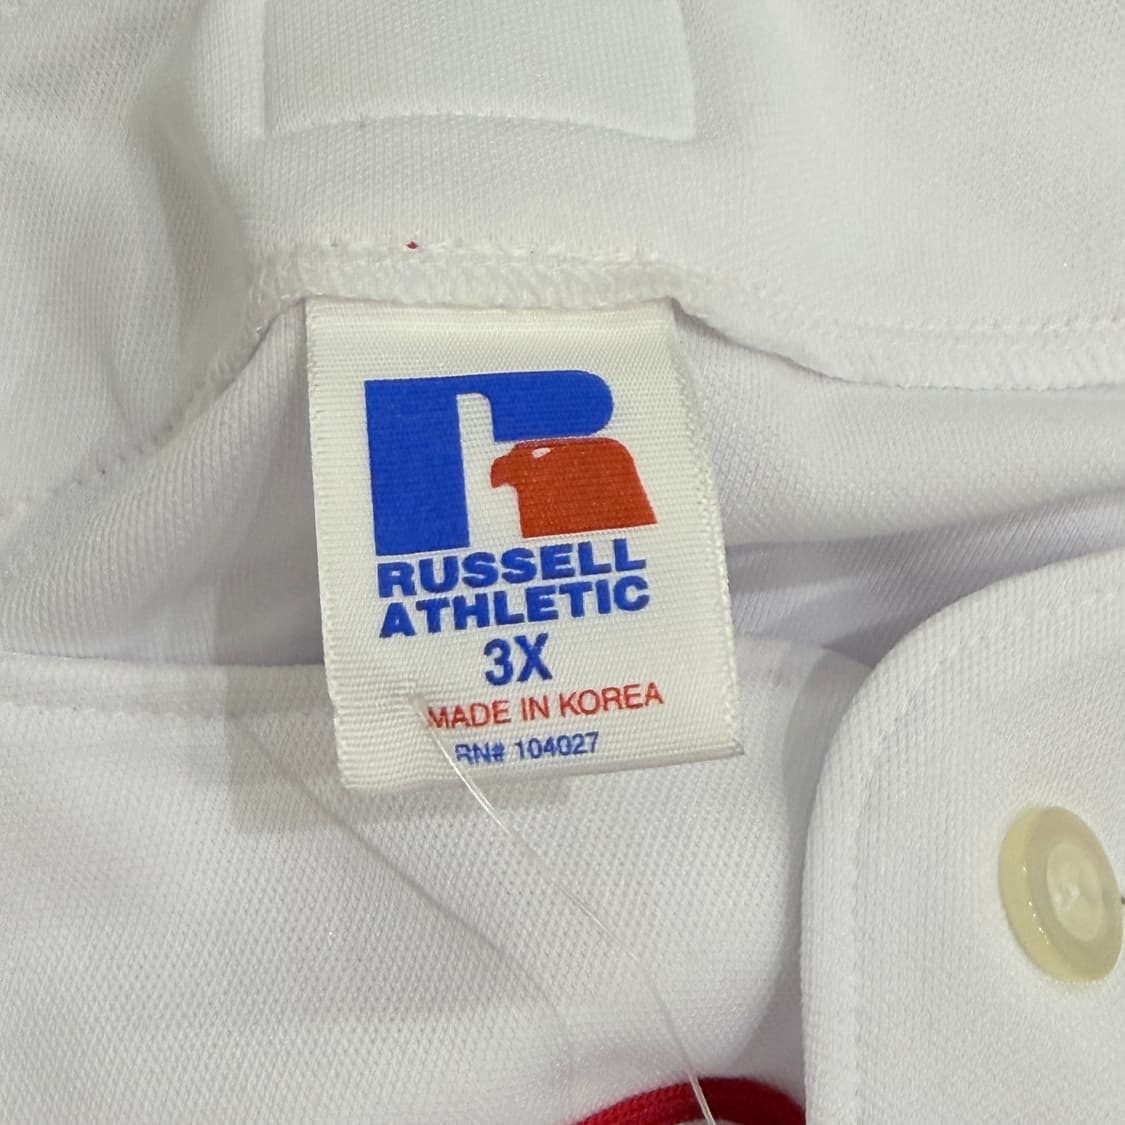 RUSSELL
ATHLETIC
3X
MADE IN KOREA
RN# 104027